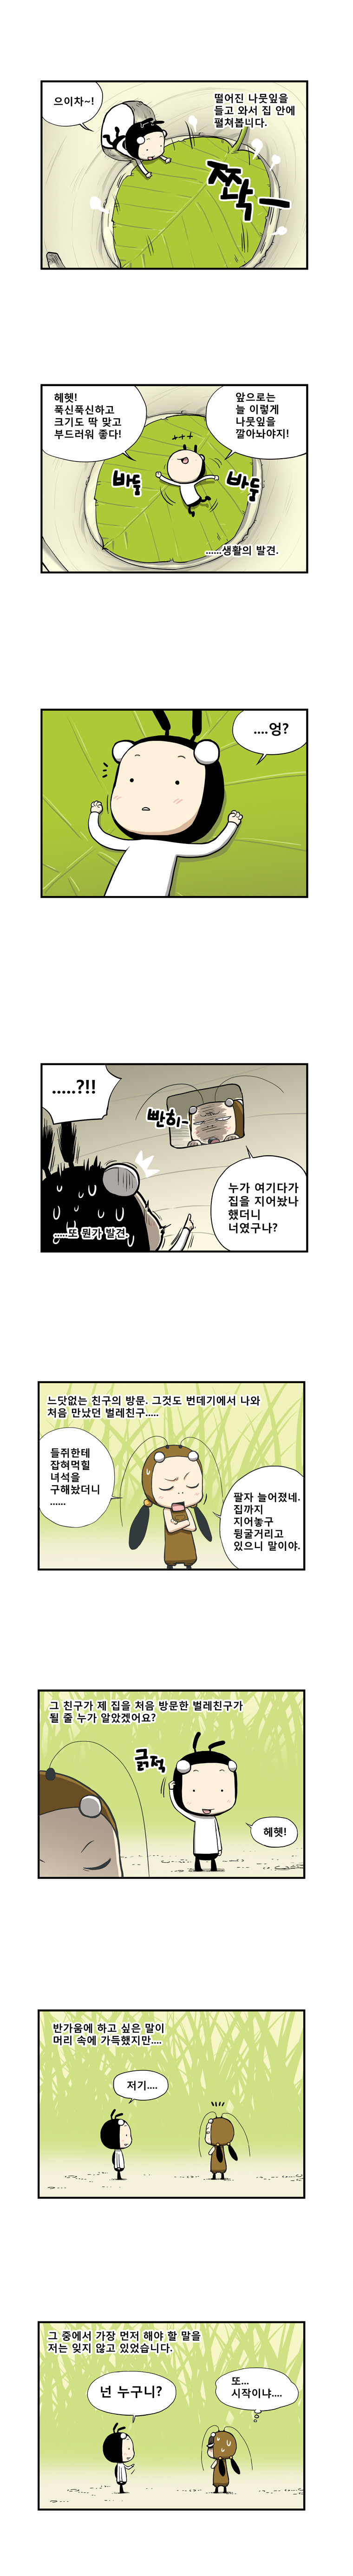 으이차~!
떨어진 나뭇잎을
들고 와서 집 안에
펼쳐봅니다.
쫘악ㅡ
헤헷!
푹신푹신하고
크기도 딱 맞고
부드러워 좋다!
앞으로는
늘 이렇게
나뭇잎을
깔아놔야지!
바둥
바둥
......생활의 발견.
....엉?
.....?!!
빤히~
누가 여기다가
집을 지어놨나
했더니
너였구나?
.....또 뭔가 발견.
느닷없는 친구의 방문. 그것도 번데기에서 나와
처음 만났던 벌레친구.....
들쥐한테
잡혀먹힐
녀석을
구해놨더니
......
팔자 늘어졌네.
집까지
지어놓구
뒹굴거리고
있으니 말이야.
그 친구가 제 집을 처음 방문한 벌레친구가
될 줄 누가 알았겠어요?
긁적
헤헷!
반가움에 하고 싶은 말이
머리 속에 가득했지만....
저기....
그 중에서 가장 먼저 해야 할 말을
저는 잊지 않고 있었습니다.
넌 누구니?
또...
시작이냐....